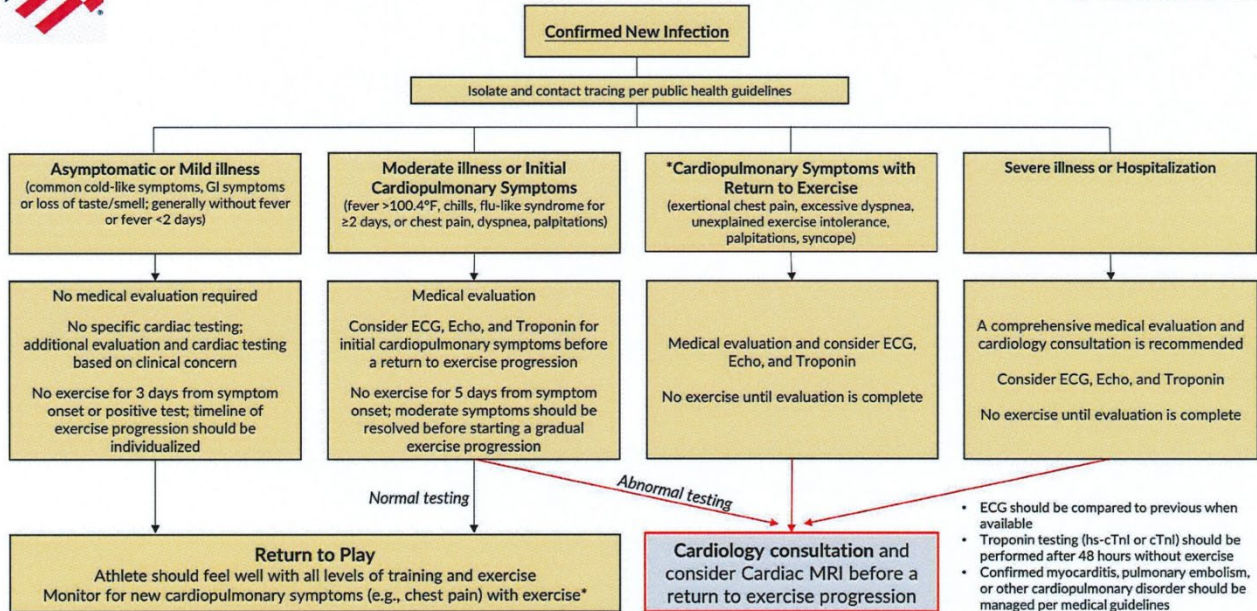 Confirmed New Infection
Isolate and contact tracing per public health guidelines
Asymptomatic or Mild illness
(common cold-like symptoms, GI symptoms
or loss of taste/smell; generally without fever
or fever <2 days)
Moderate illness or Initial
Cardiopulmonary Symptoms
(fever >100.4°F, chills, flu-like syndrome for
≥2 days, or chest pain, dyspnea, palpitations)
*Cardiopulmonary Symptoms with
Return to Exercise
(exertional chest pain, excessive dyspnea,
unexplained exercise intolerance,
palpitations, syncope)
Severe illness or Hospitalization
No medical evaluation required
No specific cardiac testing;
additional evaluation and cardiac testing
based on clinical concern
No exercise for 3 days from symptom
onset or positive test; timeline of
exercise progression should be
individualized
Medical evaluation
Consider ECG, Echo, and Troponin for
initial cardiopulmonary symptoms before
a return to exercise progression
No exercise for 5 days from symptom
onset; moderate symptoms should be
resolved before starting a gradual
exercise progression
Medical evaluation and consider ECG,
Echo, and Troponin
No exercise until evaluation is complete
A comprehensive medical evaluation and
cardiology consultation is recommended
Consider ECG, Echo, and Troponin
No exercise until evaluation is complete
Normal testing
Abnormal testing
Return to Play
Athlete should feel well with all levels of training and exercise
Monitor for new cardiopulmonary symptoms (e.g., chest pain) with exercise*
Cardiology consultation and
consider Cardiac MRI before a
return to exercise progression
• ECG should be compared to previous when
available
• Troponin testing (hs-cTnI or cTnI) should be
performed after 48 hours without exercise
• Confirmed myocarditis, pulmonary embolism,
or other cardiopulmonary disorder should be
managed per medical guidelines